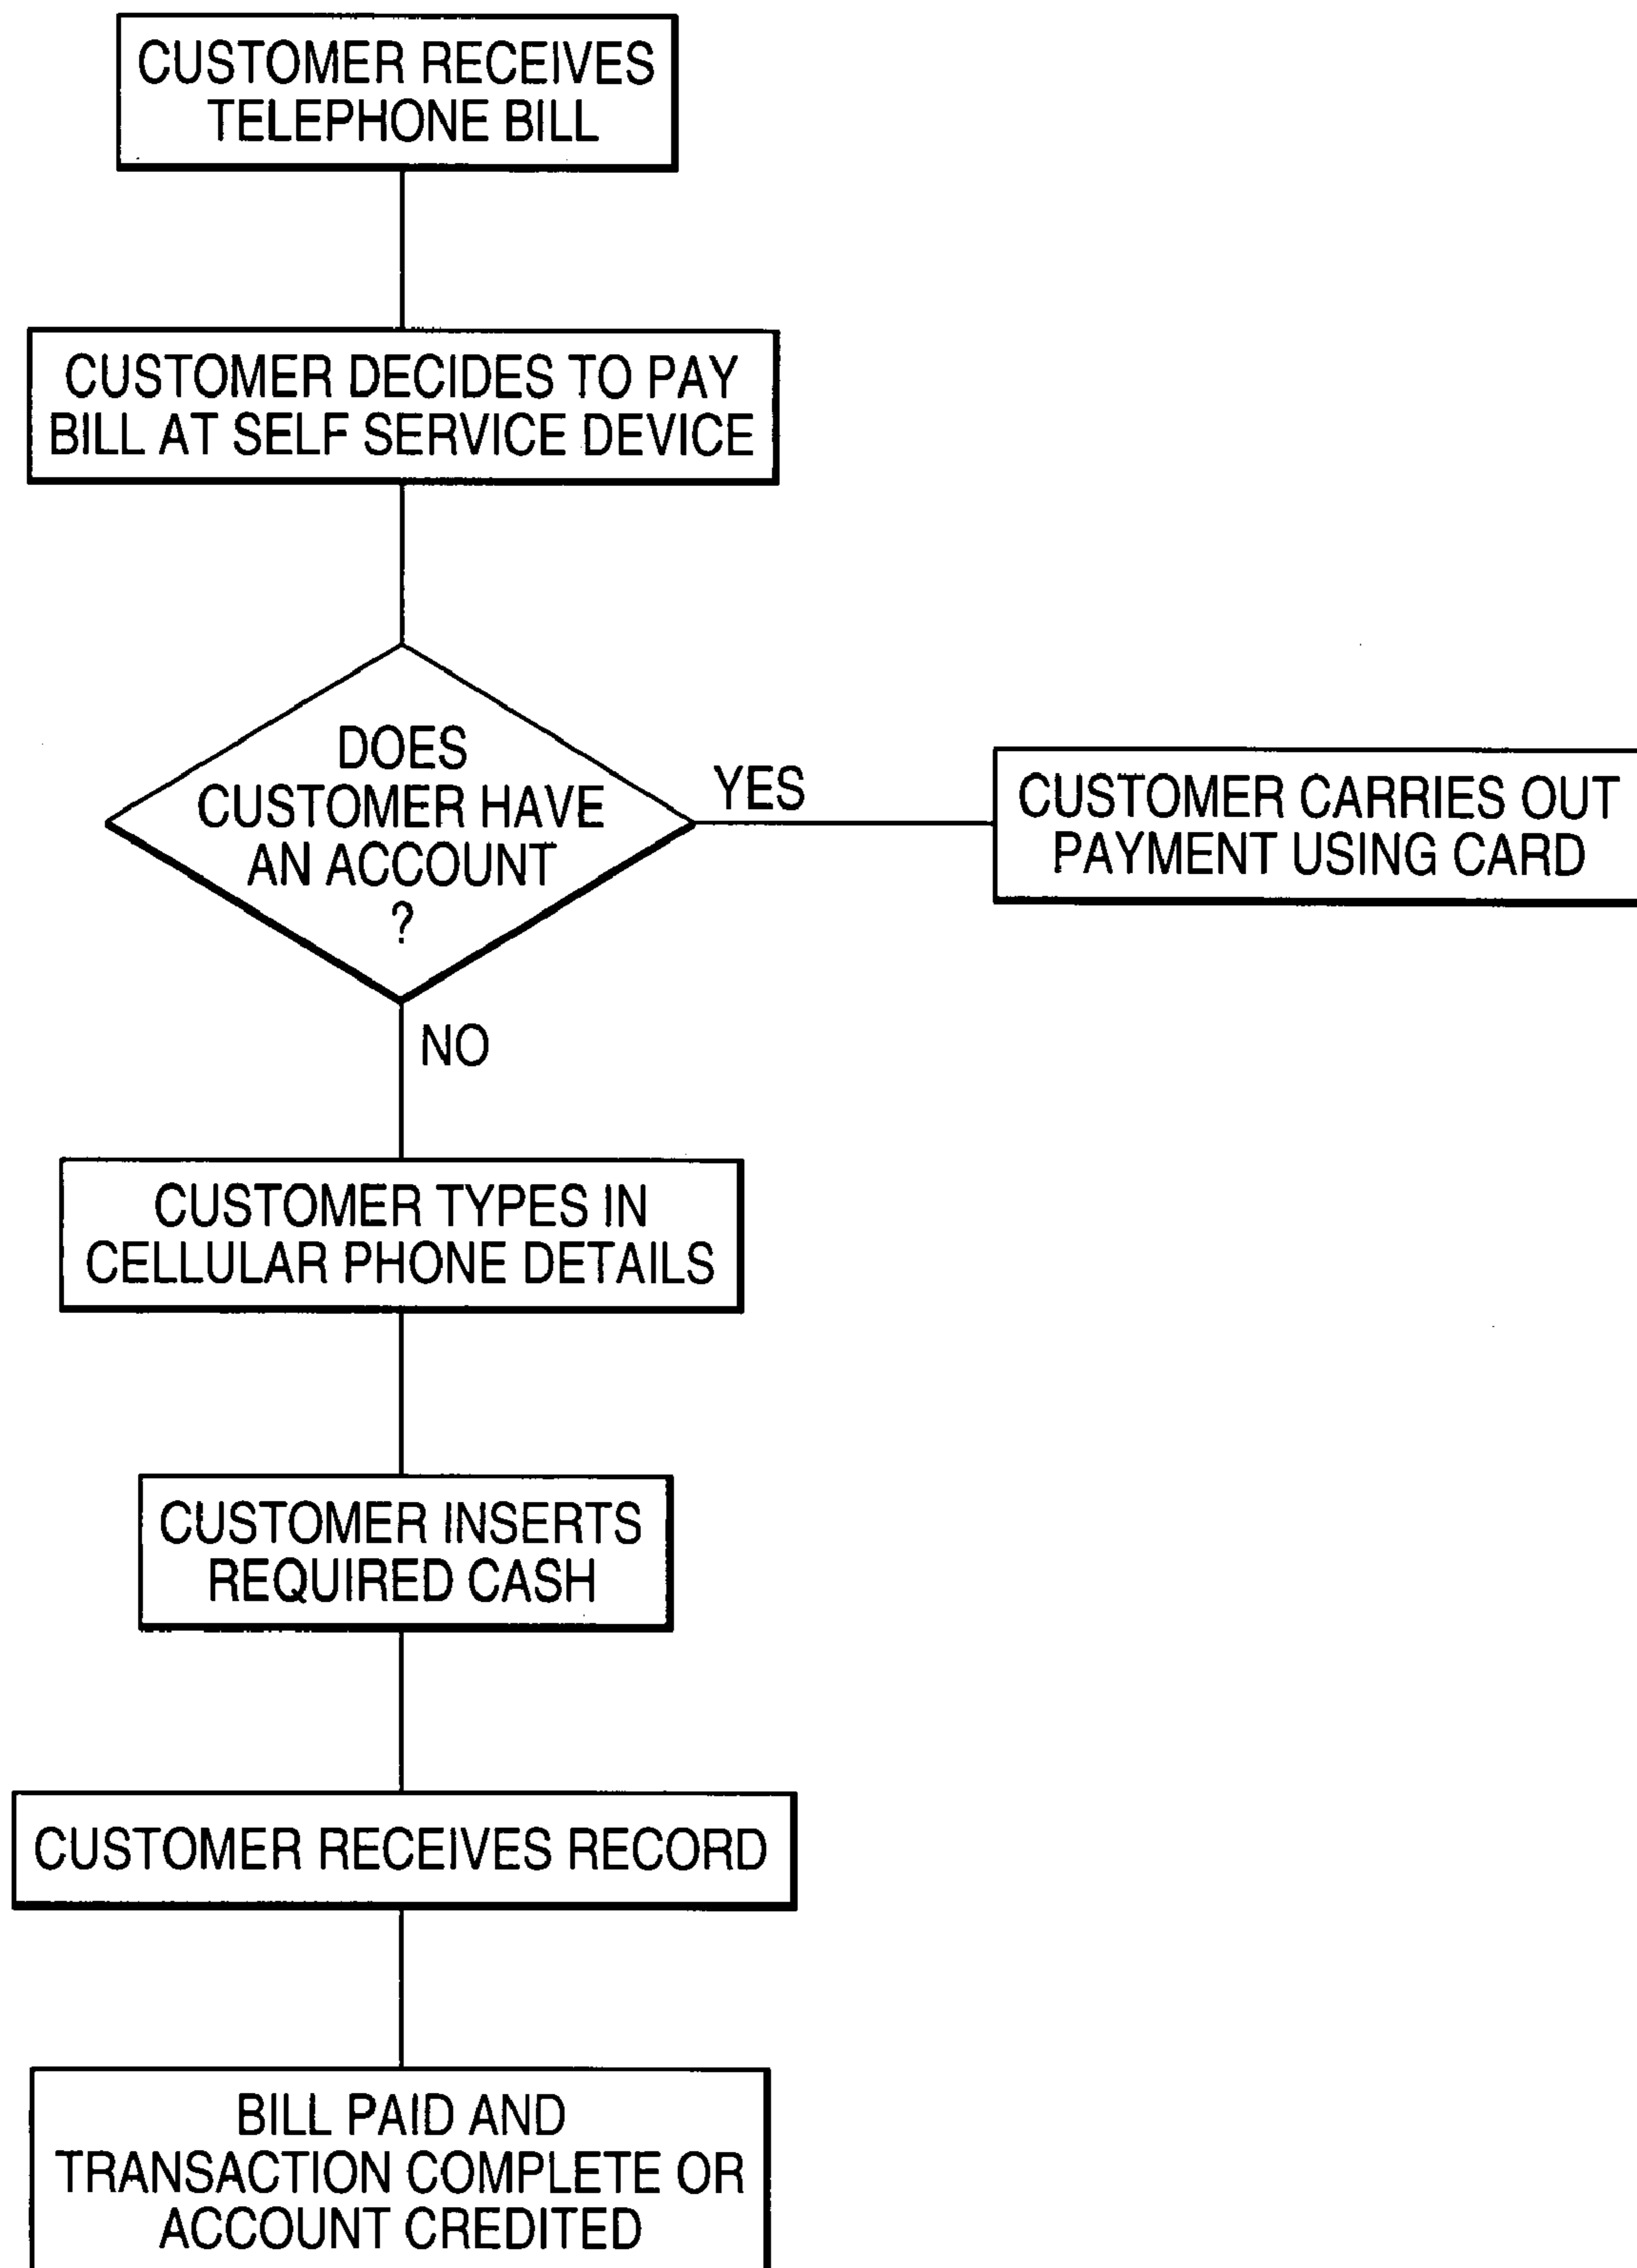 CUSTOMER RECEIVES
TELEPHONE BILL
CUSTOMER DECIDES TO PAY
BILL AT SELF SERVICE DEVICE
DOES
CUSTOMER HAVE
AN ACCOUNT
?
YES
CUSTOMER CARRIES OUT
PAYMENT USING CARD
NO
CUSTOMER TYPES IN
CELLULAR PHONE DETAILS
CUSTOMER INSERTS
REQUIRED CASH
CUSTOMER RECEIVES RECORD
BILL PAID AND
TRANSACTION COMPLETE OR
ACCOUNT CREDITED